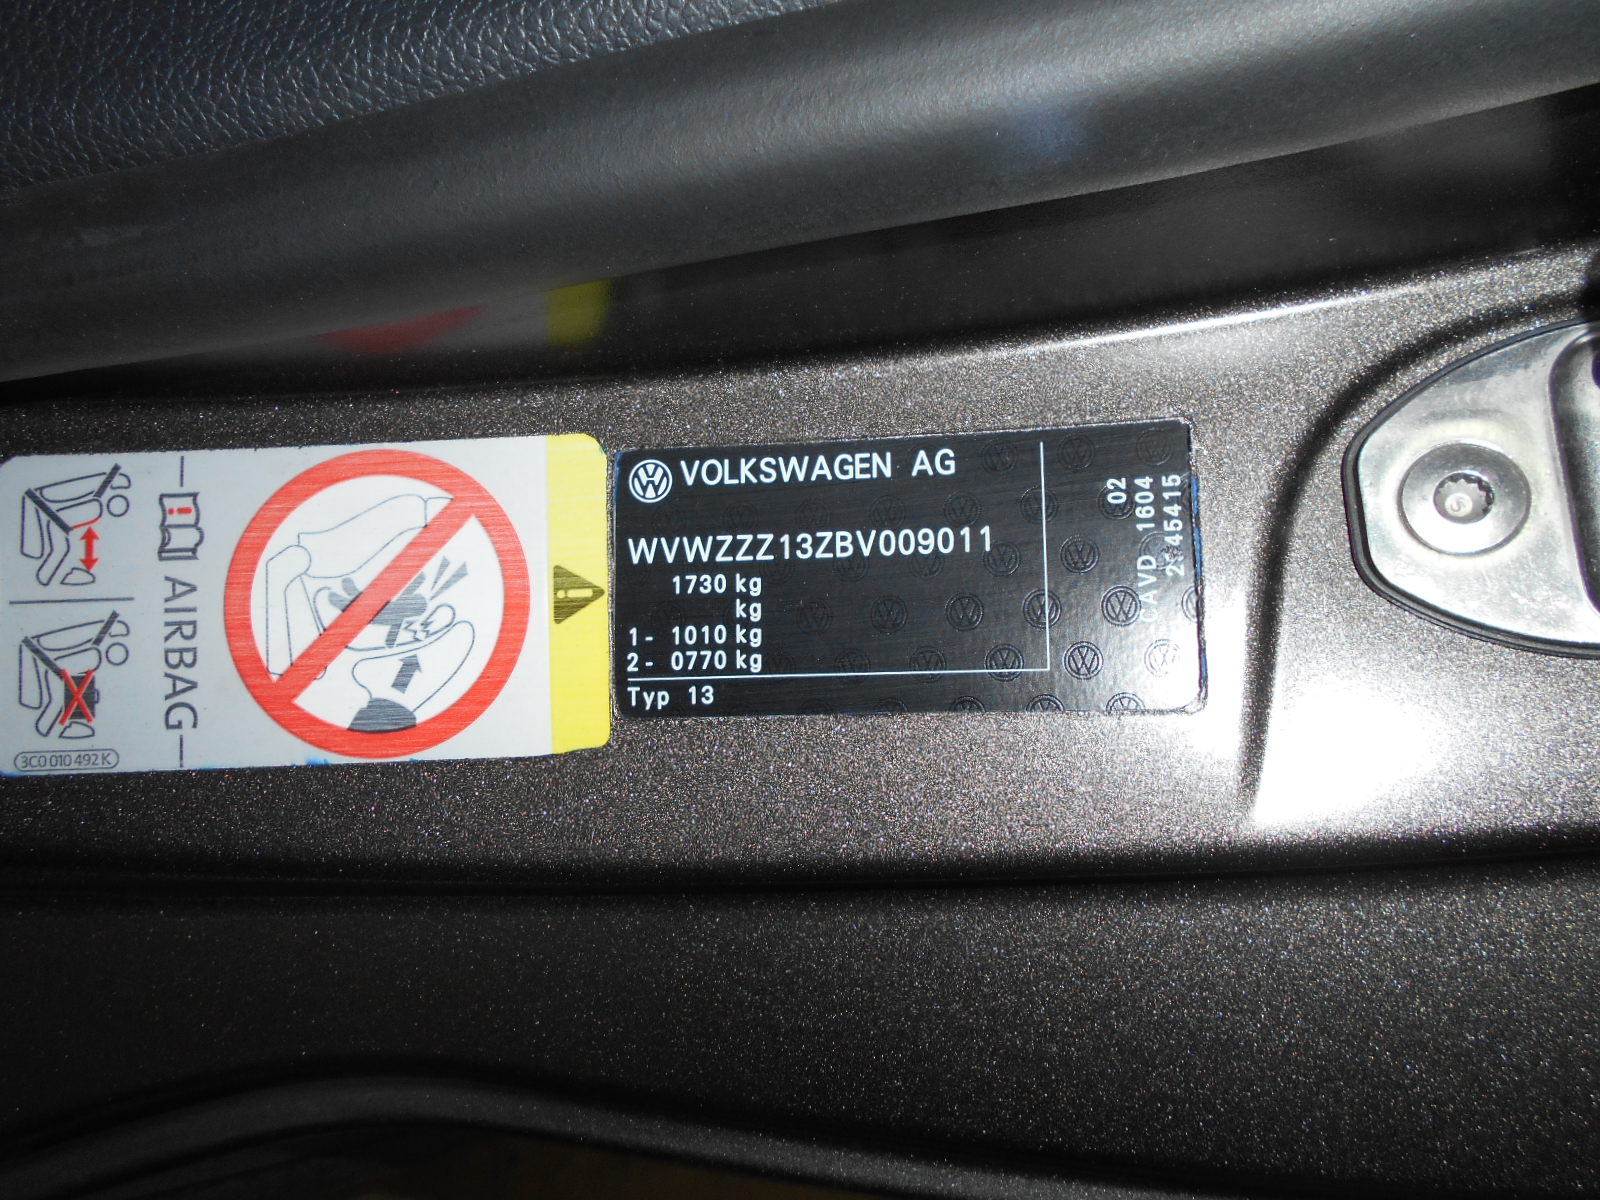 AIRBAG
3C0 010 492 K
VOLKSWAGEN AG
WVWZZZ13ZBV009011
1730 kg
kg
1- 1010 kg
2- 0770 kg
Typ 13
02
CAVD 1604